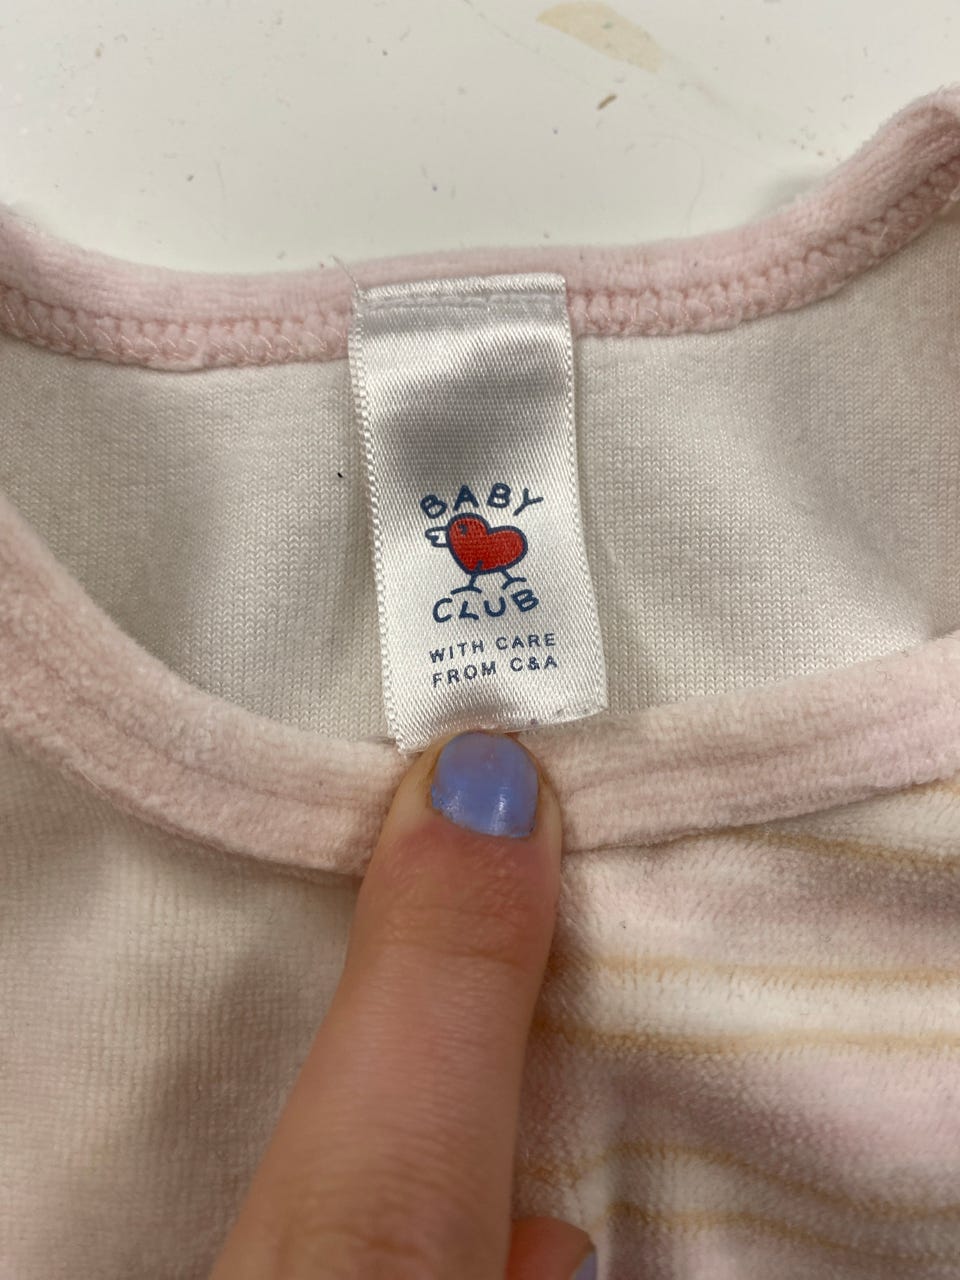 BABY
CLUB
WITH CARE
FROM C&A